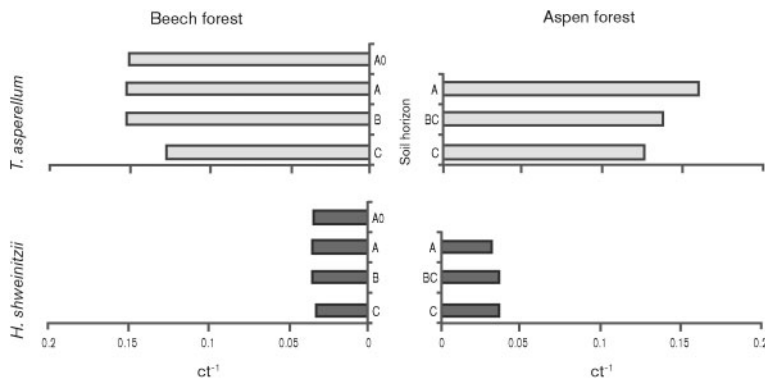 Beech forest
Aspen forest
T. asperellum
A0
A
B
C
Soil horizon
A
BC
C
H. shweinitzii
A0
A
B
C
A
BC
C
0.2
0.15
0.1
0.05
0
0
0.05
0.1
0.15
0.2
ct⁻¹
ct⁻¹